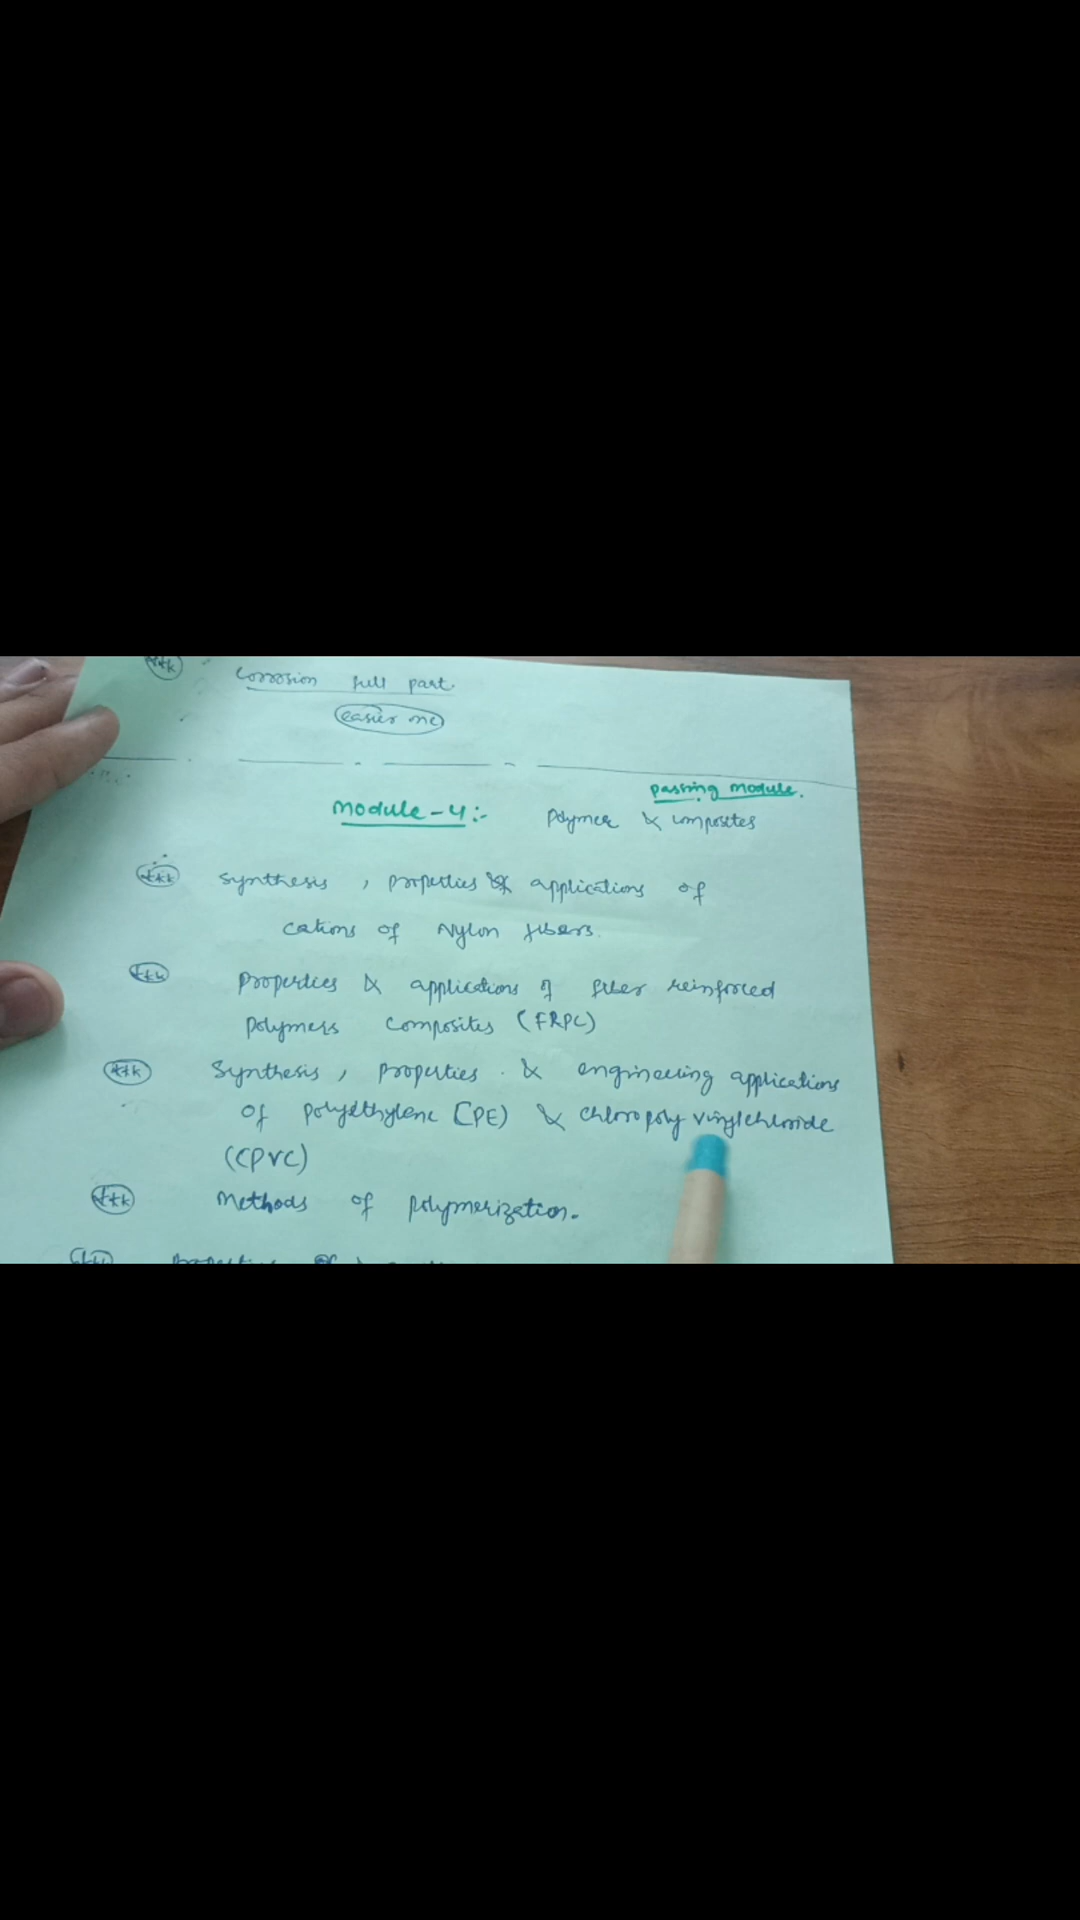 Corrosion full part.
easier one
passing module.
Module-4:- Polymer & composites
*** Synthesis, properties & applications of
cations of Nylon fibers.
*** properties & applications of fiber reinforced
polymers composites (FRPC)
*** Synthesis, properties & engineering applications
of polyethylene [PE) & chloropoly vinylchloride
(CPVC)
*** Methods of polymerization.